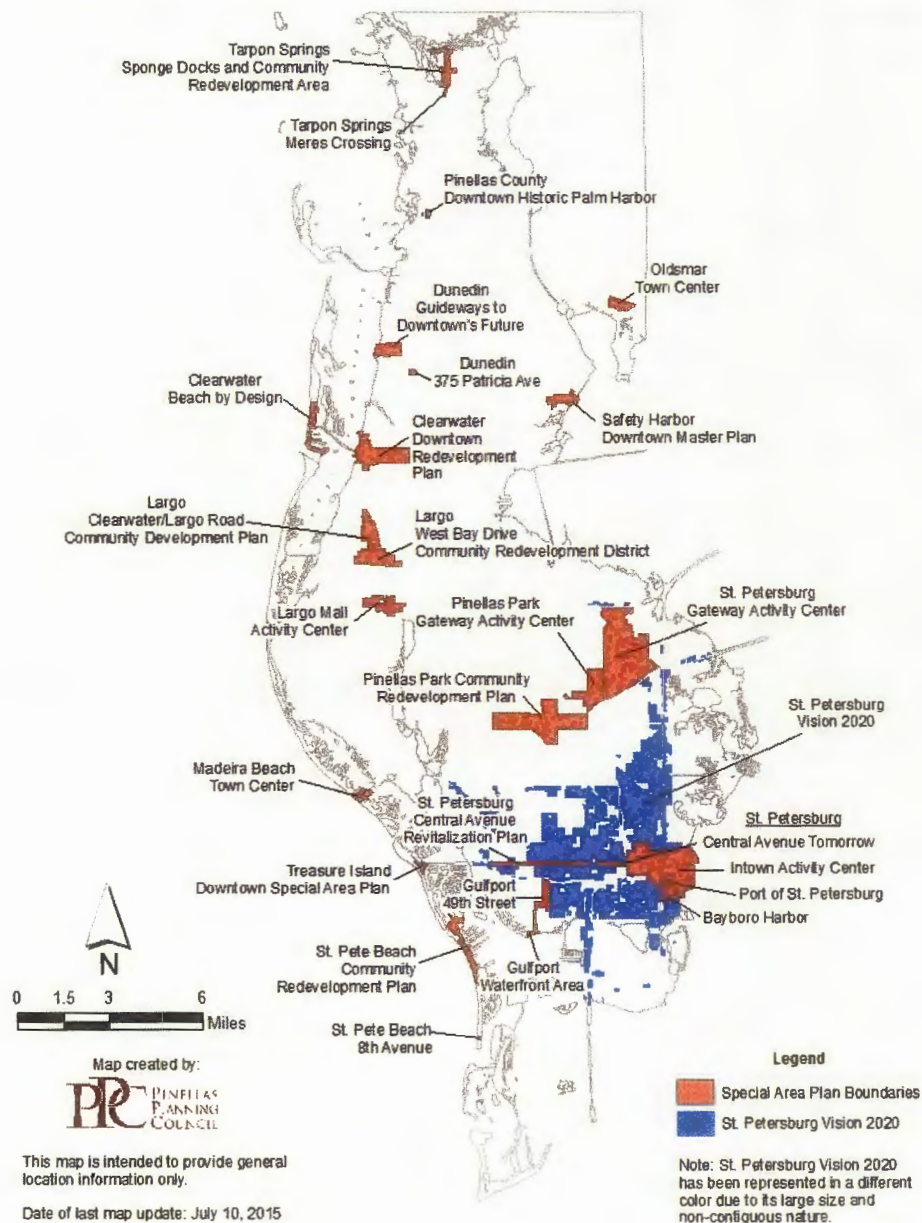 Tarpon Springs
Sponge Docks and Community
Redevelopment Area
Tarpon Springs
Meres Crossing
Pinellas County
Downtown Historic Palm Harbor
Oldsmar
Town Center
Dunedin
Guideways to
Downtown's Future
Dunedin
375 Patricia Ave
Clearwater
Beach by Design
Clearwater
Downtown
Redevelopment
Plan
Safety Harbor
Downtown Master Plan
Largo
Clearwater/Largo Road
Community Development Plan
Largo
West Bay Drive
Community Redevelopment District
Largo Mall
Activity Center
Pinellas Park
Gateway Activity Center
St. Petersburg
Gateway Activity Center
Pinellas Park Community
Redevelopment Plan
St. Petersburg
Vision 2020
Madeira Beach
Town Center
St. Petersburg
Central Avenue
Revitalization Plan
St. Petersburg
Central Avenue Tomorrow
Intown Activity Center
Port of St. Petersburg
Bayboro Harbor
Treasure Island
Downtown Special Area Plan
Gulfport
49th Street
Gulfport
Waterfront Area
St. Pete Beach
Community
Redevelopment Plan
St. Pete Beach
8th Avenue
N
0 1.5 3 6
Miles
Map created by:
PPC PINELLAS
PLANNING
COUNCIL
This map is intended to provide general
location information only.
Date of last map update: July 10, 2015
Legend
Special Area Plan Boundaries
St. Petersburg Vision 2020
Note: St. Petersburg Vision 2020
has been represented in a different
color due to its large size and
non-contiguous nature.